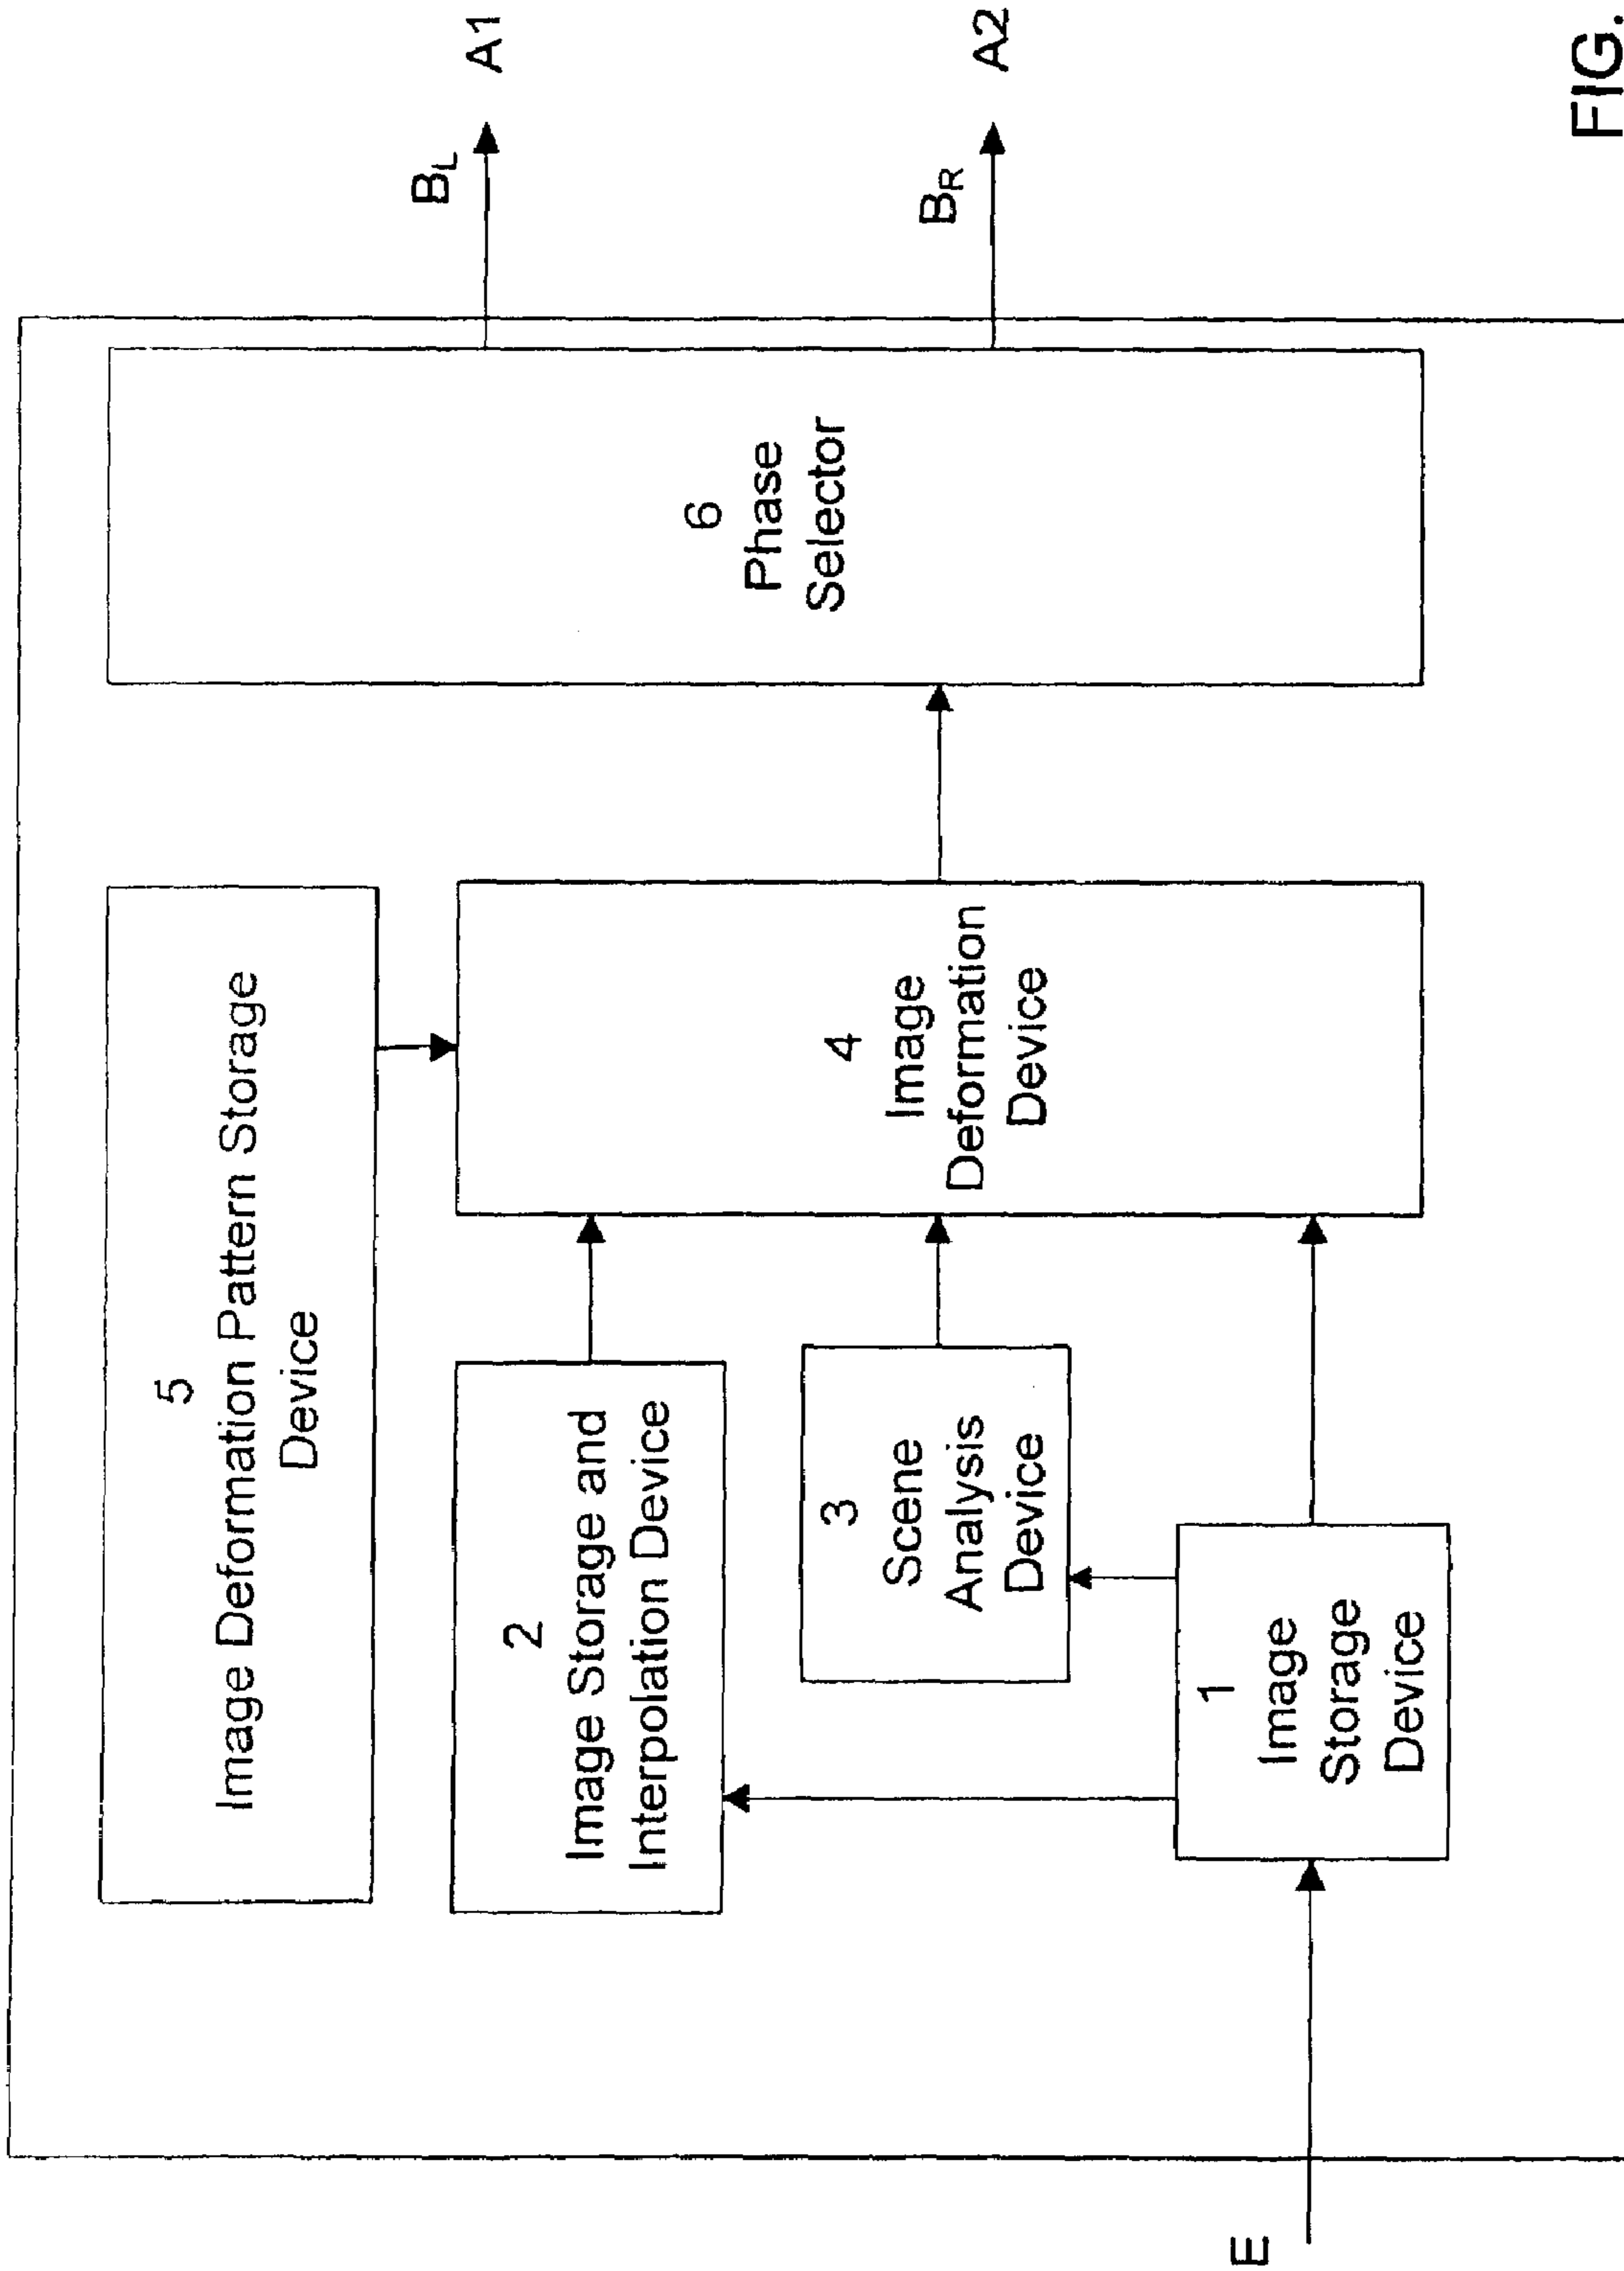 5
Image Deformation Pattern Storage
Device
2
Image Storage and
Interpolation Device
3
Scene
Analysis
Device
1
Image
Storage
Device
4
Image
Deformation
Device
6
Phase
Selector
E
BL
A1
BR
A2
FIG.